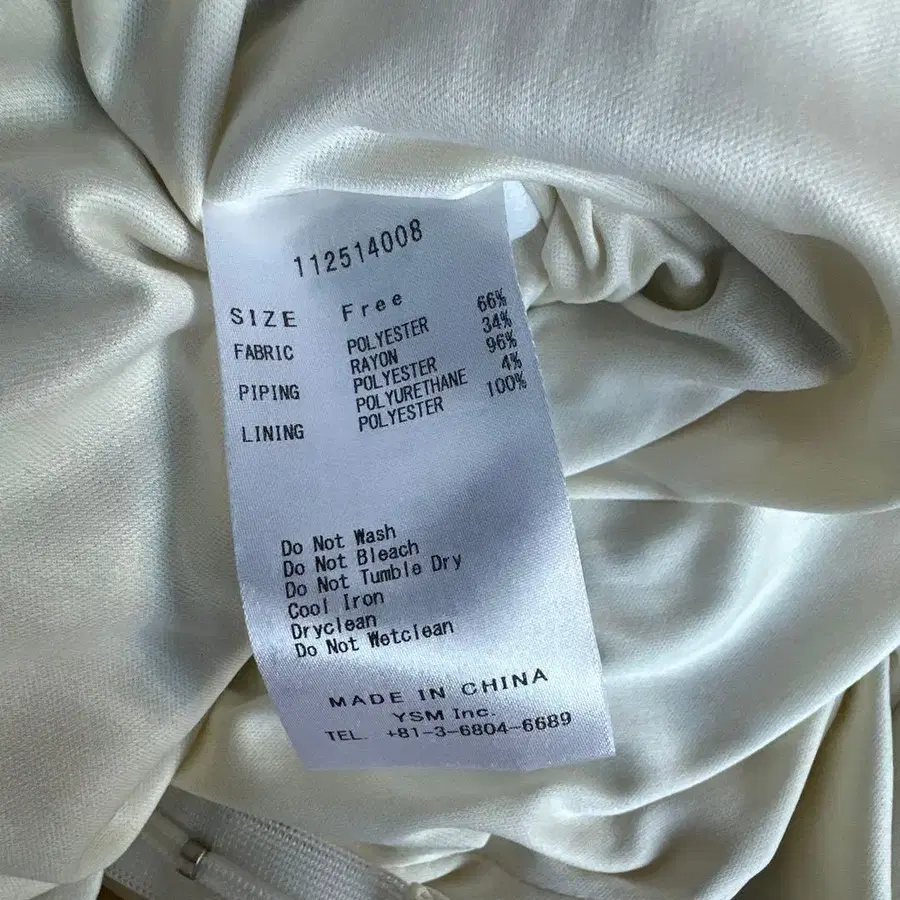 112514008
SIZE Free
FABRIC POLYESTER 66%
RAYON 34%
PIPING POLYESTER 96%
POLYURETHANE 4%
LINING POLYESTER 100%
Do Not Wash
Do Not Bleach
Do Not Tumble Dry
Cool Iron
Dryclean
Do Not Wetclean
MADE IN CHINA
YSM Inc.
TEL +81-3-6804-6689